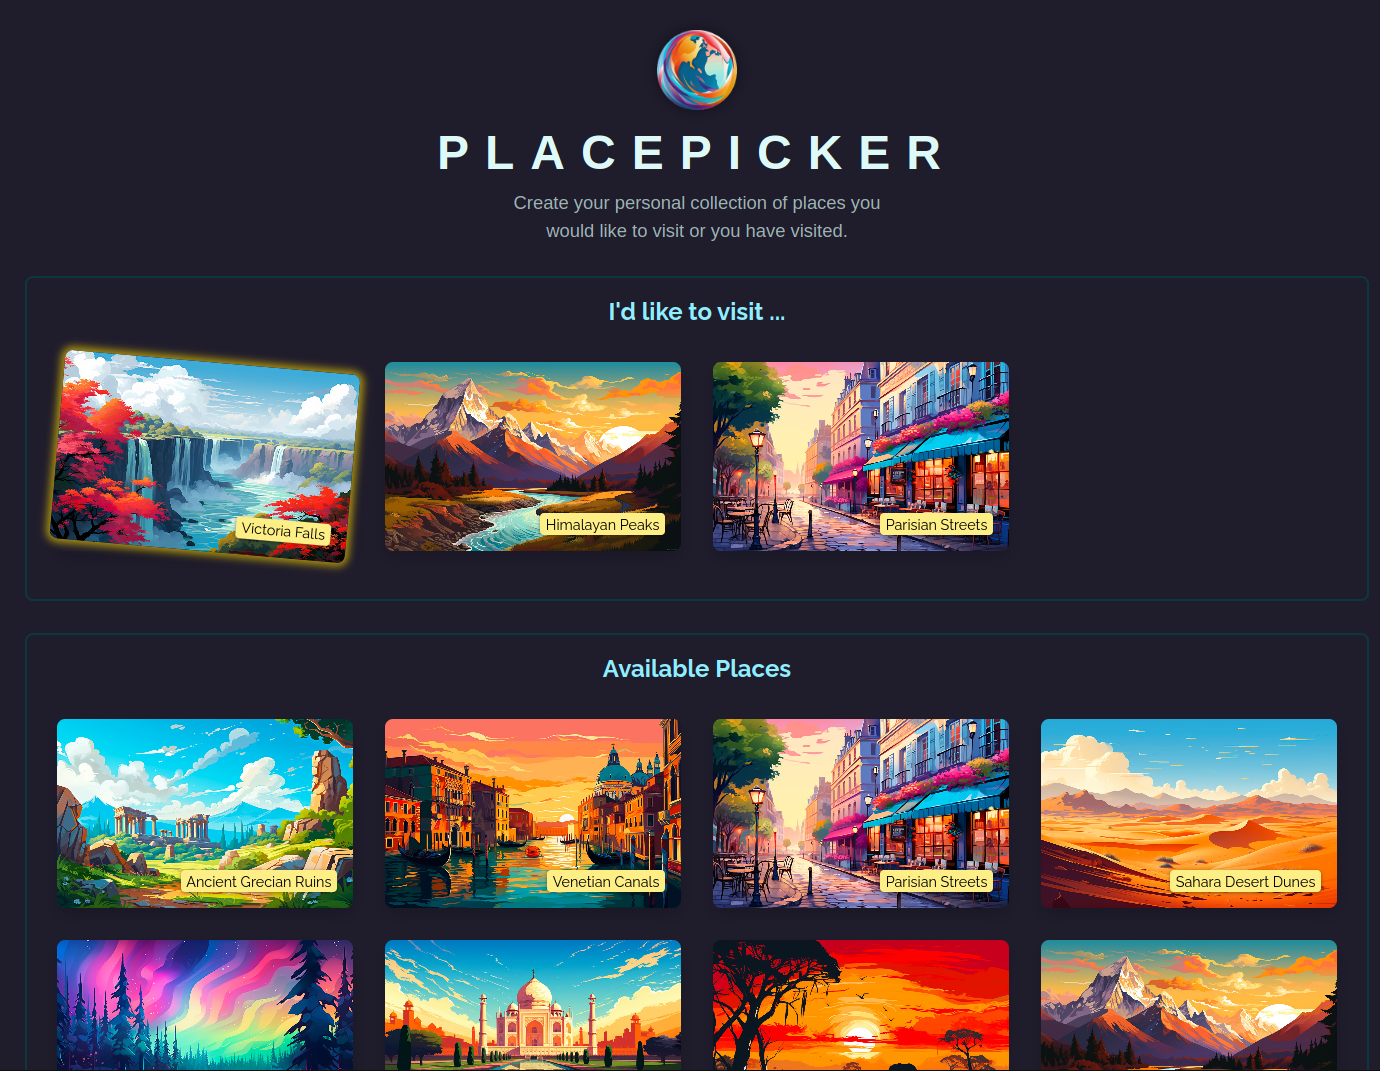 PLACEPICKER
Create your personal collection of places you
would like to visit or you have visited.
I'd like to visit ...
Victoria Falls
Himalayan Peaks
Parisian Streets
Available Places
Ancient Grecian Ruins
Venetian Canals
Parisian Streets
Sahara Desert Dunes